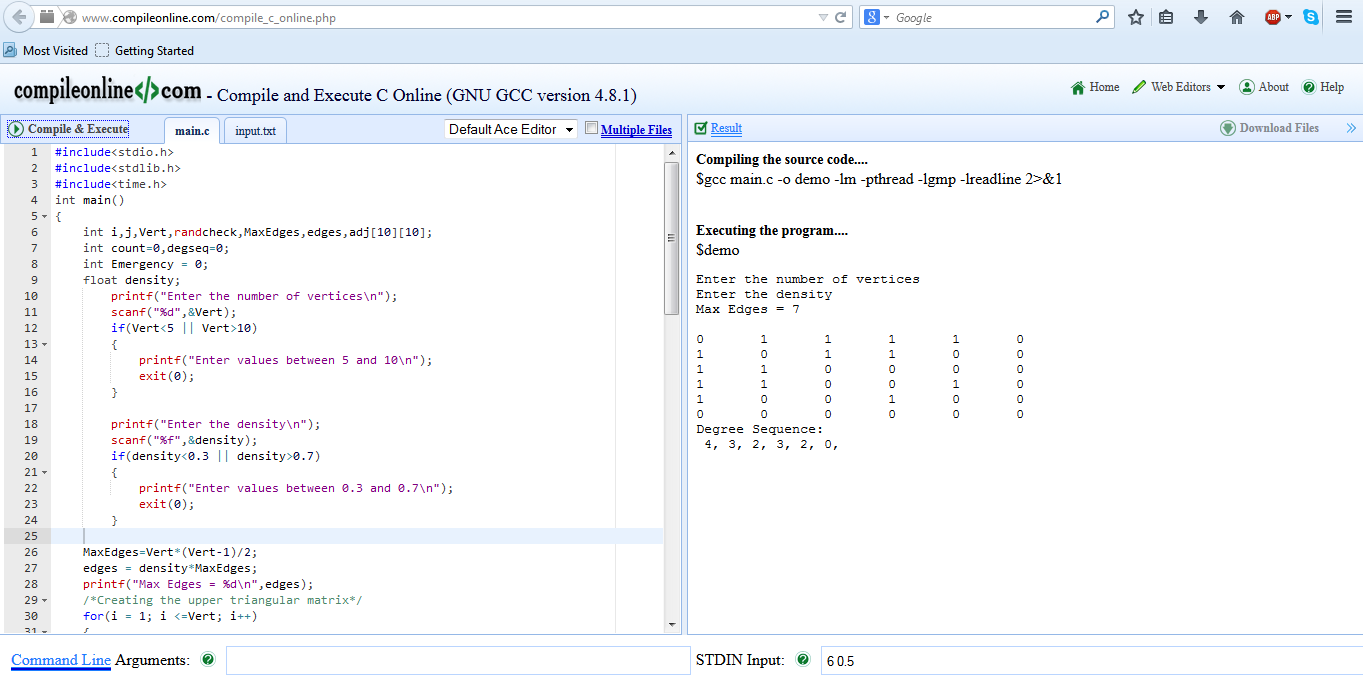 www.compileonline.com/compile_c_online.php
8 Google
ABP
Most Visited Getting Started
compileonline</>com - Compile and Execute C Online (GNU GCC version 4.8.1)
Home Web Editors About Help
Compile & Execute main.c input.txt Default Ace Editor Multiple Files
1 #include<stdio.h>
2 #include<stdlib.h>
3 #include<time.h>
4 int main()
5 {
6 int i,j,Vert,randcheck,MaxEdges,edges,adj[10][10];
7 int count=0,degseq=0;
8 int Emergency = 0;
9 float density;
10 printf("Enter the number of vertices\n");
11 scanf("%d",&Vert);
12 if(Vert<5 || Vert>10)
13 {
14 printf("Enter values between 5 and 10\n");
15 exit(0);
16 }
17
18 printf("Enter the density\n");
19 scanf("%f",&density);
20 if(density<0.3 || density>0.7)
21 {
22 printf("Enter values between 0.3 and 0.7\n");
23 exit(0);
24 }
25
26 MaxEdges=Vert*(Vert-1)/2;
27 edges = density*MaxEdges;
28 printf("Max Edges = %d\n",edges);
29 /*Creating the upper triangular matrix*/
30 for(i = 1; i <=Vert; i++)
31 {
Result Download Files
Compiling the source code....
$gcc main.c -o demo -lm -pthread -lgmp -lreadline 2>&1
Executing the program....
$demo
Enter the number of vertices
Enter the density
Max Edges = 7
0 1 1 1 1 0
1 0 1 1 0 0
1 1 0 0 0 0
1 1 0 0 1 0
1 0 0 1 0 0
0 0 0 0 0 0
Degree Sequence:
4, 3, 2, 3, 2, 0,
Command Line Arguments:
STDIN Input: 6 0.5